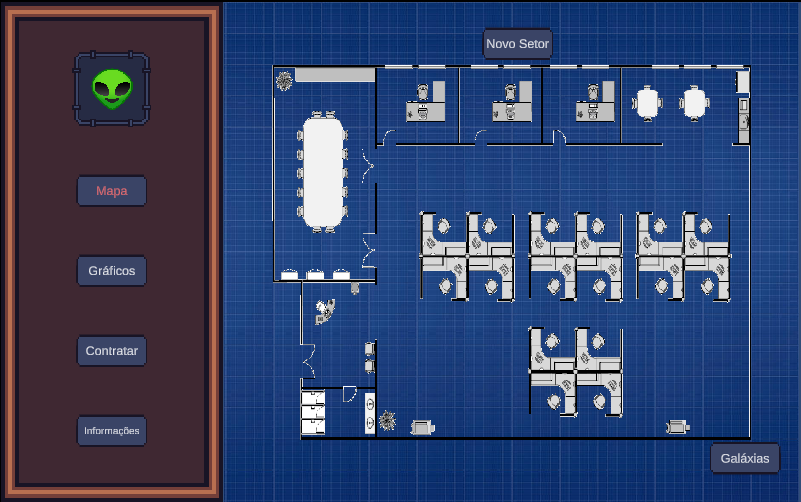 Novo Setor
Mapa
Gráficos
Contratar
Informações
Galáxias